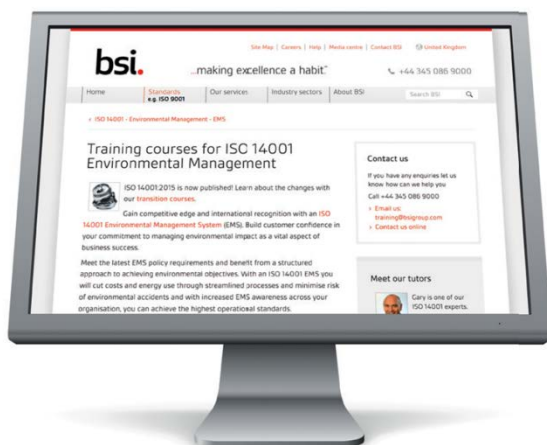 Site Map | Careers | Help | Media centre | Contact BSI United Kingdom
bsi.
...making excellence a habit.™
+44 345 086 9000
Home Standards e.g. ISO 9001 Our services Industry sectors About BSI Search BSI
› ISO 14001 - Environmental Management - EMS
Training courses for ISO 14001
Environmental Management
ISO 14001:2015 is now published! Learn about the changes with
our transition courses.
Gain competitive edge and international recognition with an ISO
14001 Environmental Management System (EMS). Build customer confidence in
your commitment to managing environmental impact as a vital aspect of
business success.
Meet the latest EMS policy requirements and benefit from a structured
approach to achieving environmental objectives. With an ISO 14001 EMS you
will cut costs and energy use through streamlined processes and minimise risk
of environmental accidents and with increased EMS awareness across your
organisation, you can achieve the highest operational standards.
Contact us
If you have any enquiries let us
know how can we help you
Call +44 345 086 9000
› Email us:
training@bsigroup.com
› Contact us online
Meet our tutors
Gary is one of our
ISO 14001 experts.